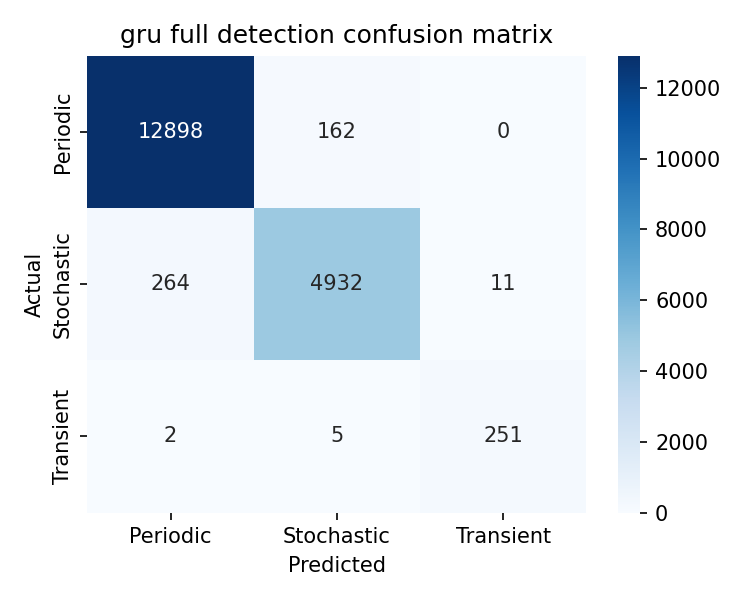 gru full detection confusion matrix
Actual
Periodic
12898 162 0
Stochastic
264 4932 11
Transient
2 5 251
Periodic Stochastic Transient
Predicted
12000
10000
8000
6000
4000
2000
0